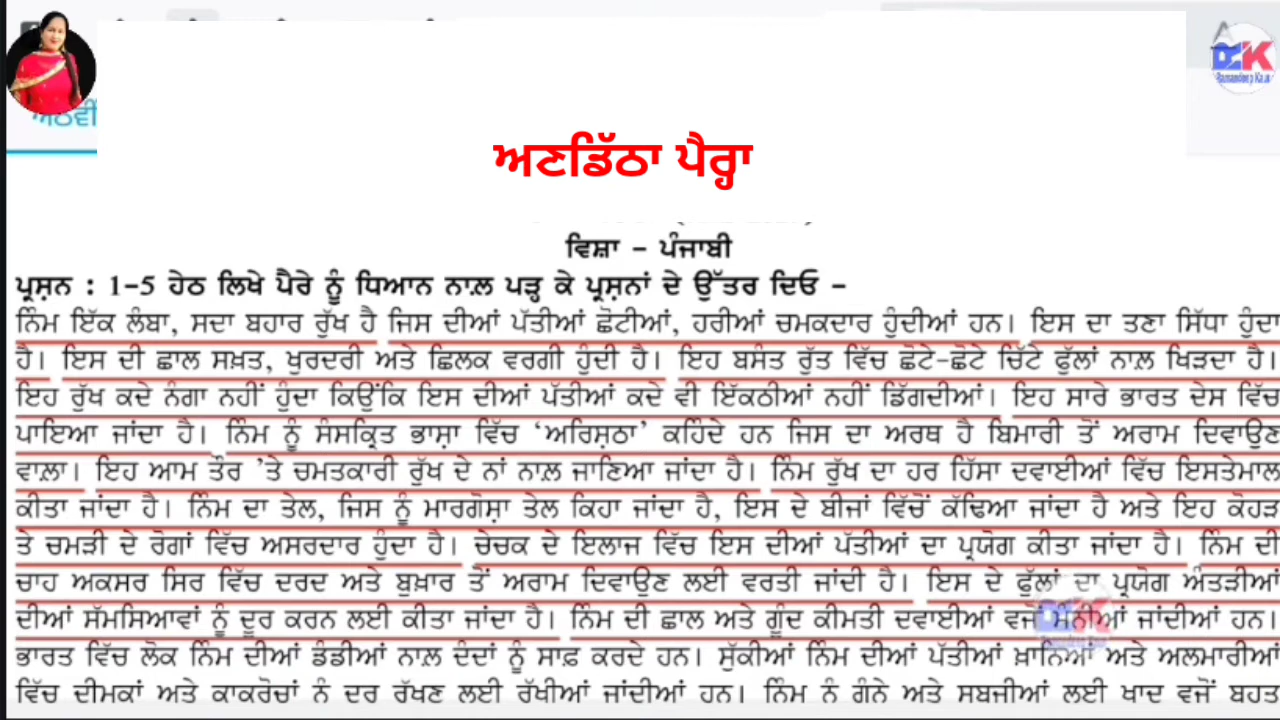 ਅਠਵੀਂ
ਅਣਡਿੱਠਾ ਪੈਰ੍ਹਾ
ਵਿਸ਼ਾ - ਪੰਜਾਬੀ
ਪ੍ਰਸ਼ਨ : 1-5 ਹੇਠ ਲਿਖੇ ਪੈਰੇ ਨੂੰ ਧਿਆਨ ਨਾਲ਼ ਪੜ੍ਹ ਕੇ ਪ੍ਰਸ਼ਨਾਂ ਦੇ ਉੱਤਰ ਦਿਓ -
ਨਿੰਮ ਇੱਕ ਲੰਬਾ, ਸਦਾ ਬਹਾਰ ਰੁੱਖ ਹੈ ਜਿਸ ਦੀਆਂ ਪੱਤੀਆਂ ਛੋਟੀਆਂ, ਹਰੀਆਂ ਚਮਕਦਾਰ ਹੁੰਦੀਆਂ ਹਨ। ਇਸ ਦਾ ਤਣਾ ਸਿੱਧਾ ਹੁੰਦਾ
ਹੈ। ਇਸ ਦੀ ਛਾਲ ਸਖ਼ਤ, ਖੁਰਦਰੀ ਅਤੇ ਛਿਲਕ ਵਰਗੀ ਹੁੰਦੀ ਹੈ। ਇਹ ਬਸੰਤ ਰੁੱਤ ਵਿੱਚ ਛੋਟੇ-ਛੋਟੇ ਚਿੱਟੇ ਫੁੱਲਾਂ ਨਾਲ਼ ਖਿੜਦਾ ਹੈ।
ਇਹ ਰੁੱਖ ਕਦੇ ਨੰਗਾ ਨਹੀਂ ਹੁੰਦਾ ਕਿਉਂਕਿ ਇਸ ਦੀਆਂ ਪੱਤੀਆਂ ਕਦੇ ਵੀ ਇਕੱਠੀਆਂ ਨਹੀਂ ਡਿੱਗਦੀਆਂ। ਇਹ ਸਾਰੇ ਭਾਰਤ ਦੇਸ ਵਿੱਚ
ਪਾਇਆ ਜਾਂਦਾ ਹੈ। ਨਿੰਮ ਨੂੰ ਸੰਸਕ੍ਰਿਤ ਭਾਸ਼ਾ ਵਿੱਚ ‘ਅਰਿਸ਼ਠਾ’ ਕਹਿੰਦੇ ਹਨ ਜਿਸ ਦਾ ਅਰਥ ਹੈ ਬਿਮਾਰੀ ਤੋਂ ਅਰਾਮ ਦਿਵਾਉਣ
ਵਾਲ਼ਾ। ਇਹ ਆਮ ਤੌਰ ’ਤੇ ਚਮਤਕਾਰੀ ਰੁੱਖ ਦੇ ਨਾਂ ਨਾਲ਼ ਜਾਣਿਆ ਜਾਂਦਾ ਹੈ। ਨਿੰਮ ਰੁੱਖ ਦਾ ਹਰ ਹਿੱਸਾ ਦਵਾਈਆਂ ਵਿੱਚ ਇਸਤੇਮਾਲ
ਕੀਤਾ ਜਾਂਦਾ ਹੈ। ਨਿੰਮ ਦਾ ਤੇਲ, ਜਿਸ ਨੂੰ ਮਾਰਗੋਸ਼ਾ ਤੇਲ ਕਿਹਾ ਜਾਂਦਾ ਹੈ, ਇਸ ਦੇ ਬੀਜਾਂ ਵਿੱਚੋਂ ਕੱਢਿਆ ਜਾਂਦਾ ਹੈ ਅਤੇ ਇਹ ਕੋਹੜ
ਤੇ ਚਮੜੀ ਦੇ ਰੋਗਾਂ ਵਿੱਚ ਅਸਰਦਾਰ ਹੁੰਦਾ ਹੈ। ਚੇਚਕ ਦੇ ਇਲਾਜ ਵਿੱਚ ਇਸ ਦੀਆਂ ਪੱਤੀਆਂ ਦਾ ਪ੍ਰਯੋਗ ਕੀਤਾ ਜਾਂਦਾ ਹੈ। ਨਿੰਮ ਦੀ
ਚਾਹ ਅਕਸਰ ਸਿਰ ਵਿੱਚ ਦਰਦ ਅਤੇ ਬੁਖ਼ਾਰ ਤੋਂ ਅਰਾਮ ਦਿਵਾਉਣ ਲਈ ਵਰਤੀ ਜਾਂਦੀ ਹੈ। ਇਸ ਦੇ ਫੁੱਲਾਂ ਦਾ ਪ੍ਰਯੋਗ ਅੰਤੜੀਆਂ
ਦੀਆਂ ਸੱਮਸਿਆਵਾਂ ਨੂੰ ਦੂਰ ਕਰਨ ਲਈ ਕੀਤਾ ਜਾਂਦਾ ਹੈ। ਨਿੰਮ ਦੀ ਛਾਲ ਅਤੇ ਗੂੰਦ ਕੀਮਤੀ ਦਵਾਈਆਂ ਜਾਂਦੀਆਂ ਹਨ।
ਭਾਰਤ ਵਿੱਚ ਲੋਕ ਨਿੰਮ ਦੀਆਂ ਡੰਡੀਆਂ ਨਾਲ਼ ਦੰਦਾਂ ਨੂੰ ਸਾਫ਼ ਕਰਦੇ ਹਨ। ਸੁੱਕੀਆਂ ਨਿੰਮ ਦੀਆਂ ਪੱਤੀਆਂ ਖ਼ਾਨਿਆਂ ਅਤੇ ਅਲਮਾਰੀਆਂ
ਵਿੱਚ ਦੀਮਕਾਂ ਅਤੇ ਕਾਕਰੋਚਾਂ ਰੱਖਣ ਲਈ ਰੱਖੀਆਂ ਜਾਂਦੀਆਂ ਹਨ। ਨਿੰਮ ਗੰਨੇ ਅਤੇ ਸਬਜੀਆਂ ਲਈ ਖਾਦ ਵਜੋਂ